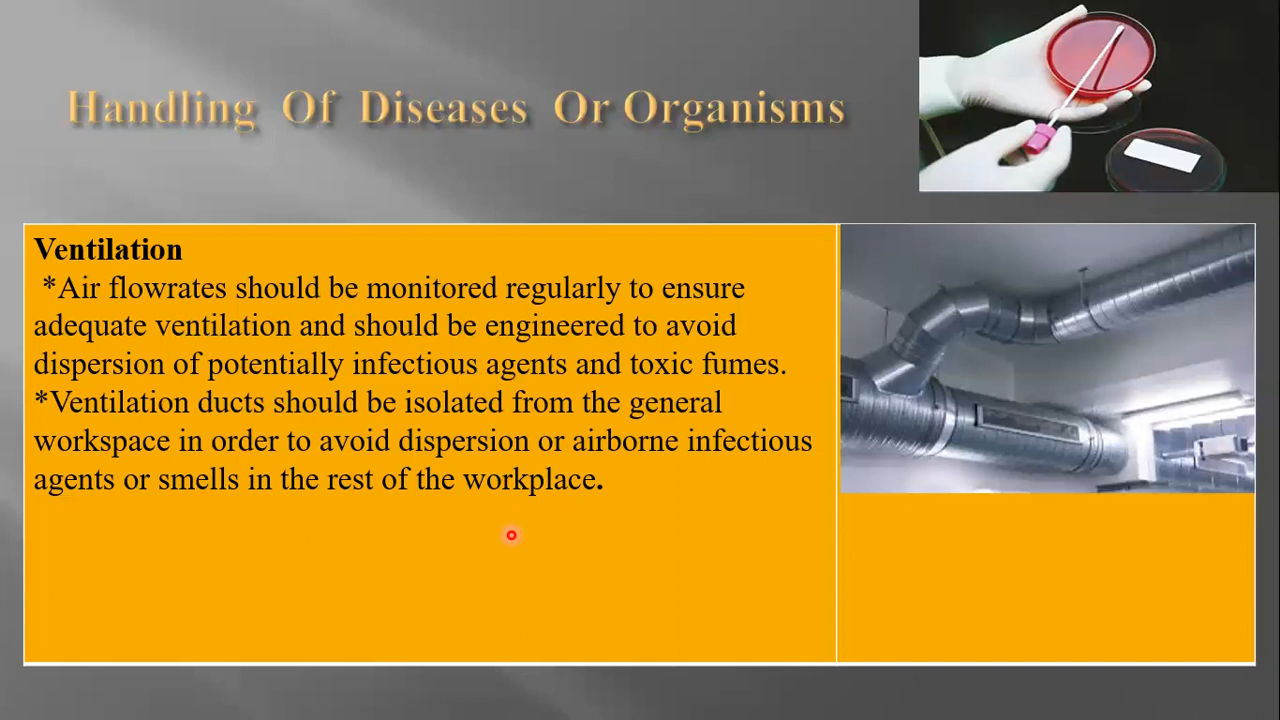 Handling Of Diseases Or Organisms
Ventilation
*Air flowrates should be monitored regularly to ensure
adequate ventilation and should be engineered to avoid
dispersion of potentially infectious agents and toxic fumes.
*Ventilation ducts should be isolated from the general
workspace in order to avoid dispersion or airborne infectious
agents or smells in the rest of the workplace.